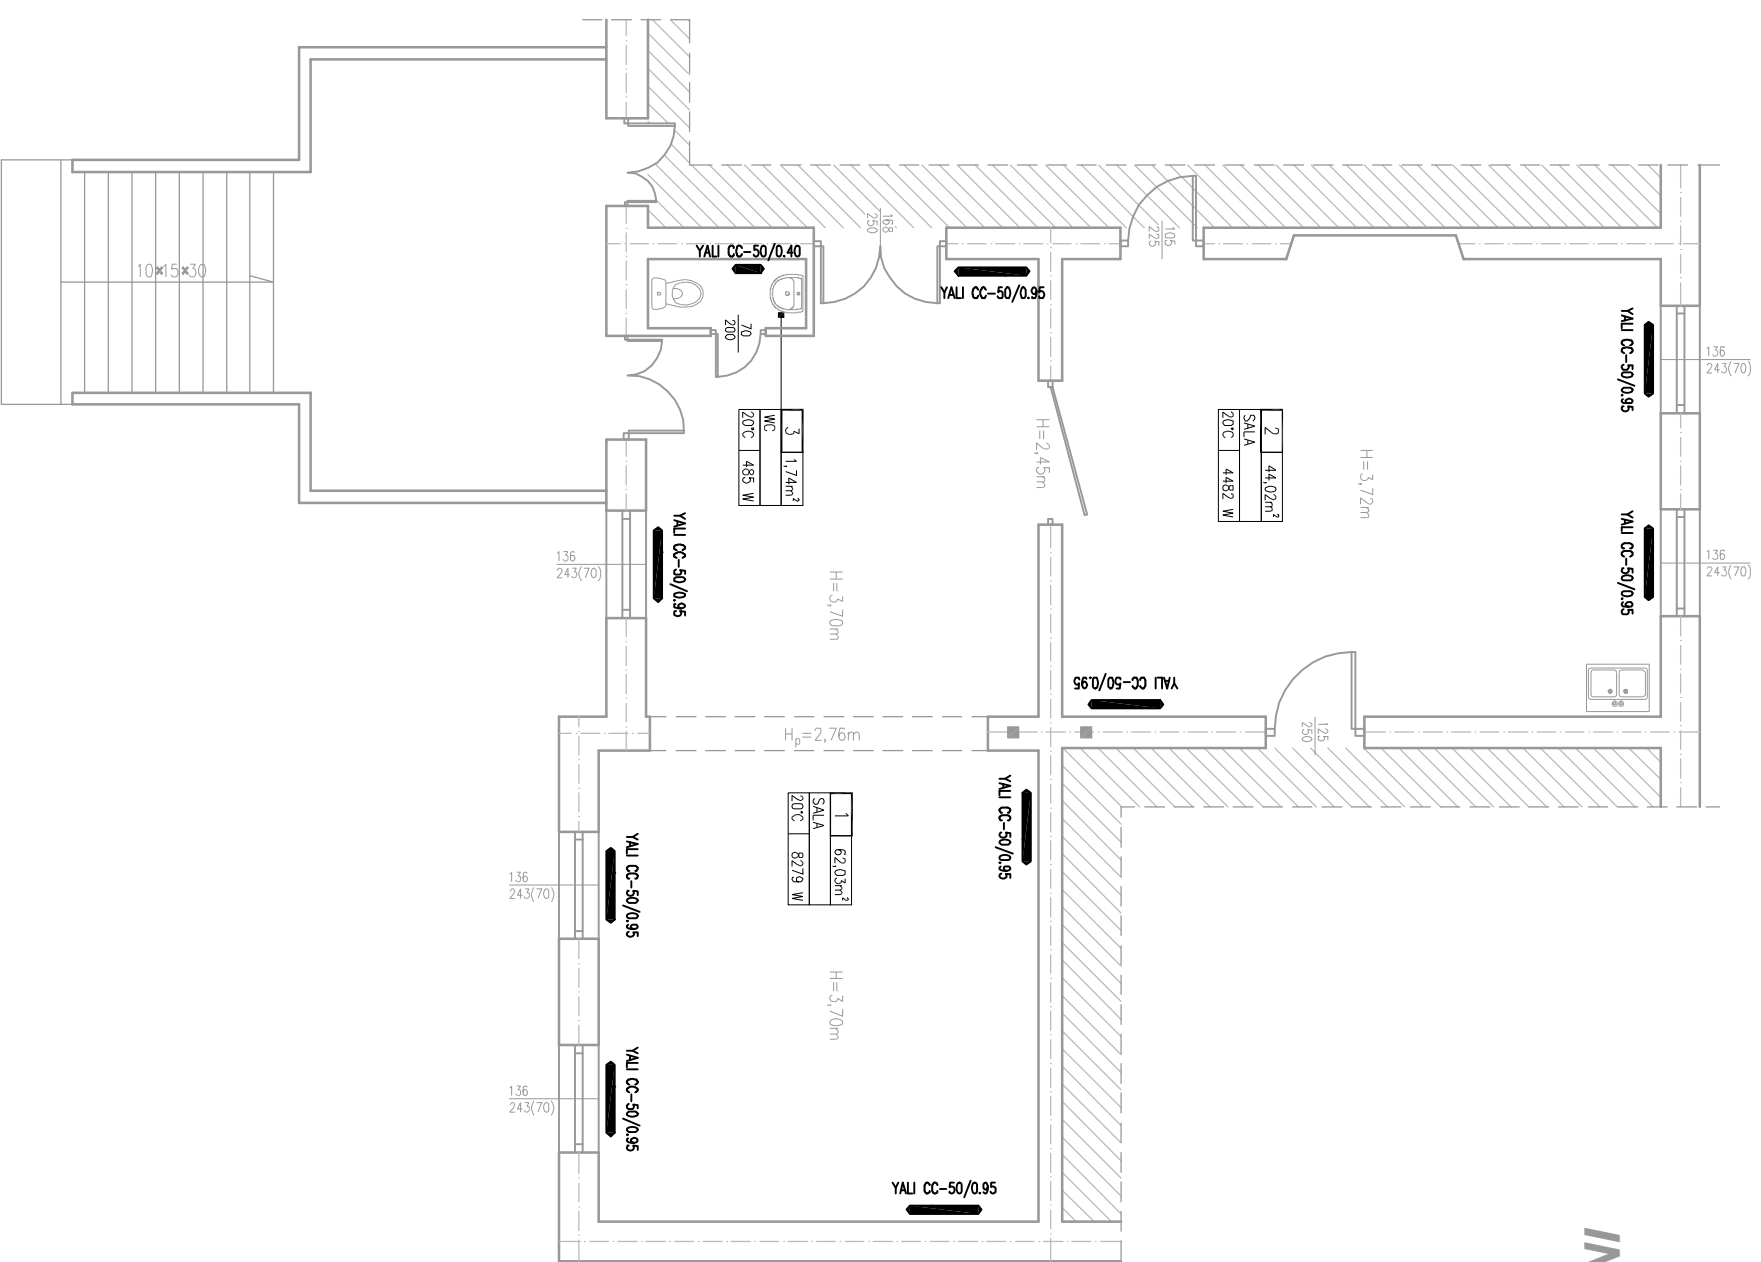 168
250
105
225
YALI CC-50/0.40
10×15×30
YALI CC-50/0.95
70
200
YALI CC-50/0.95
136
243(70)
3 1,74m²
WC
20°C 485 W
H=2,45m
2 44,02m²
SALA
20°C 4482 W
H=3,72m
YALI CC-50/0.95
136
243(70)
YALI CC-50/0.95
136
243(70)
H=3,70m
YALI CC-50/0.95
Hp=2,76m
125
250
1 62,03m²
SALA
20°C 8279 W
YALI CC-50/0.95
YALI CC-50/0.95
136
243(70)
H=3,70m
YALI CC-50/0.95
136
243(70)
YALI CC-50/0.95